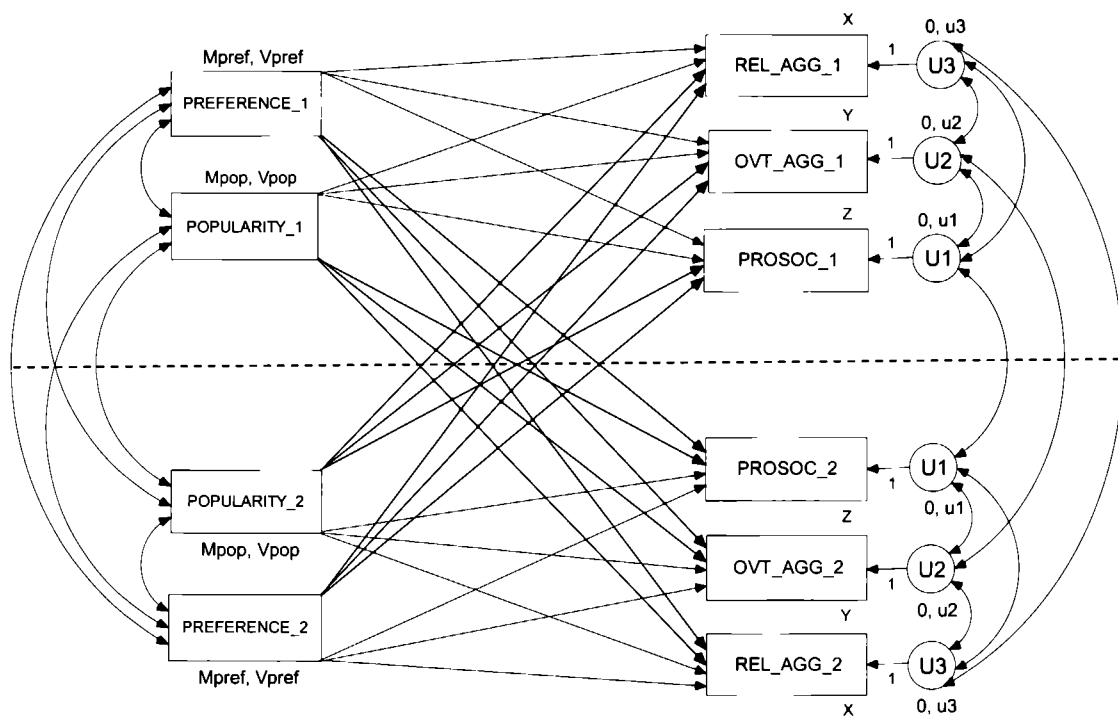 Mpref, Vpref
PREFERENCE_1
Mpop, Vpop
POPULARITY_1
POPULARITY_2
Mpop, Vpop
PREFERENCE_2
Mpref, Vpref
X
REL_AGG_1
1
U3
0, u3
Y
OVT_AGG_1
1
U2
0, u2
Z
PROSOC_1
1
U1
0, u1
PROSOC_2
Z
1
U1
0, u1
OVT_AGG_2
Y
1
U2
0, u2
REL_AGG_2
X
1
U3
0, u3